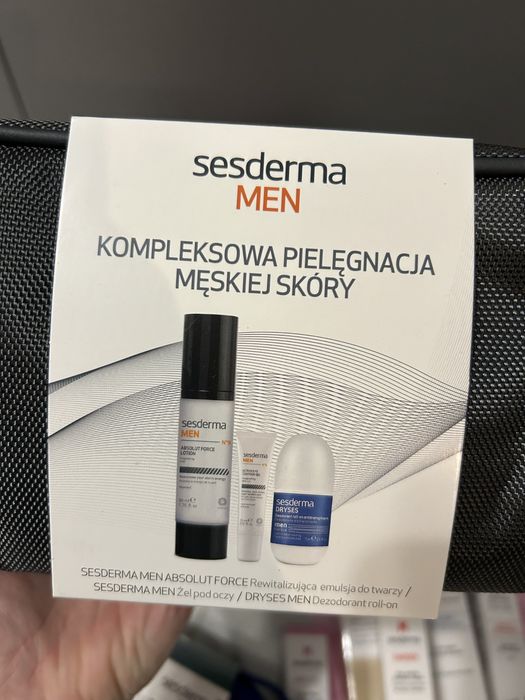 sesderma
MEN
KOMPLEKSOWA PIELĘGNACJA
MĘSKIEJ SKÓRY
sesderma
MEN
Nº9
ABSOLUT FORCE
LOTION
sesderma
MEN
sesderma
DRYSES
men
SESDERMA MEN ABSOLUT FORCE Rewitalizująca emulsja do twarzy /
SESDERMA MEN Żel pod oczy / DRYSES MEN Dezodorant roll-on